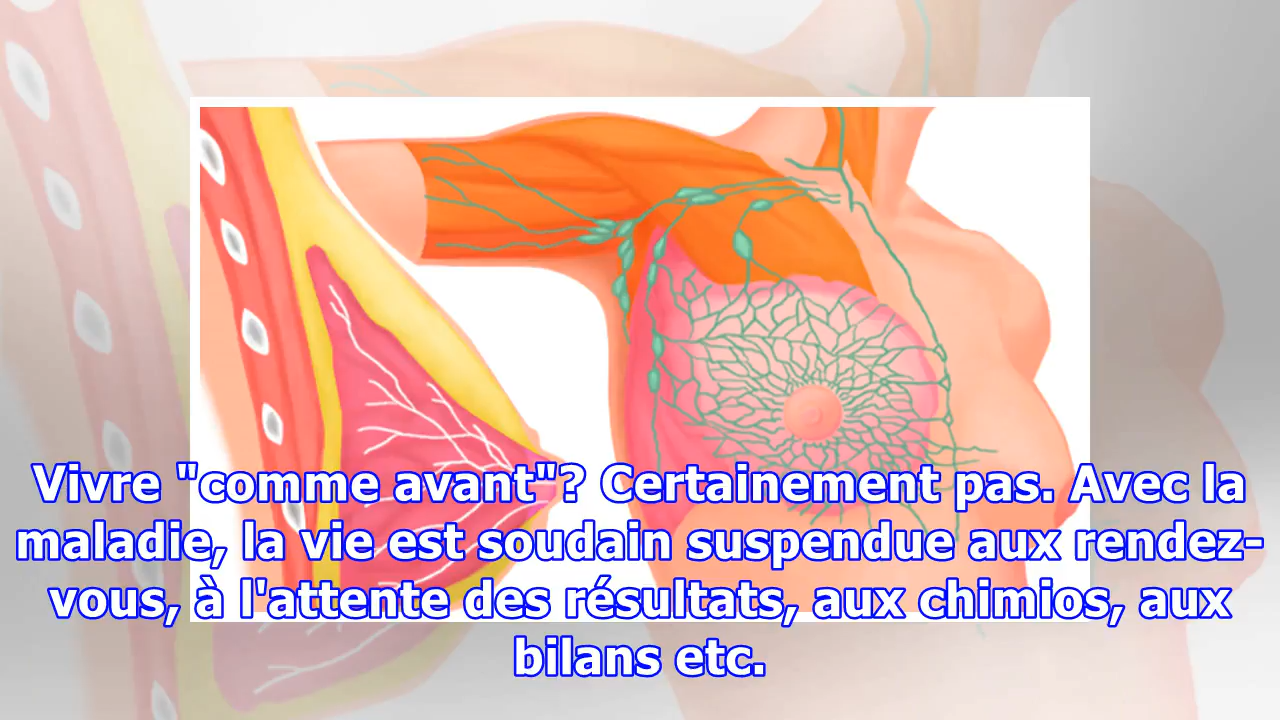 Vivre "comme avant"? Certainement pas. Avec la
maladie, la vie est soudain suspendue aux rendez-
vous, à l'attente des résultats, aux chimios, aux
bilans etc.